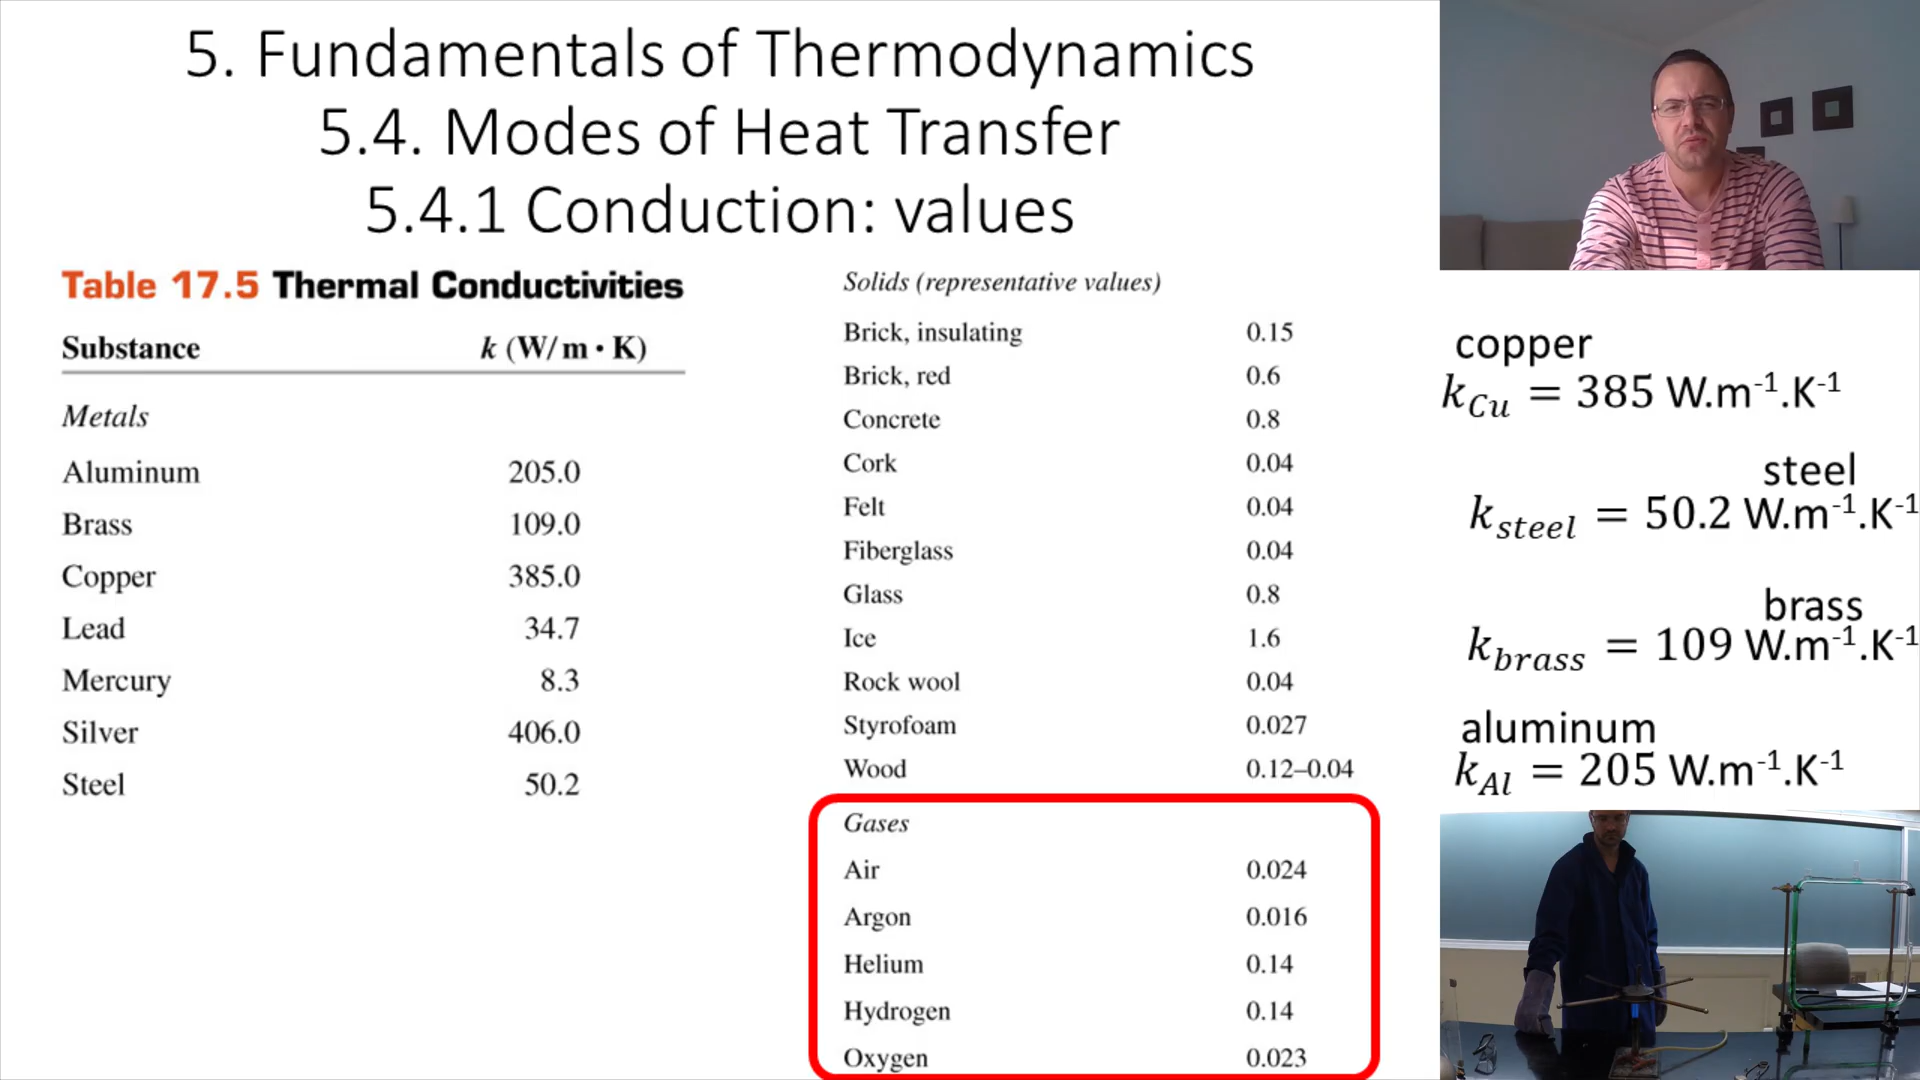 5. Fundamentals of Thermodynamics
5.4. Modes of Heat Transfer
5.4.1 Conduction: values
Table 17.5 Thermal Conductivities
Substance k (W/m · K)
Metals
Aluminum 205.0
Brass 109.0
Copper 385.0
Lead 34.7
Mercury 8.3
Silver 406.0
Steel 50.2
Solids (representative values)
Brick, insulating 0.15
Brick, red 0.6
Concrete 0.8
Cork 0.04
Felt 0.04
Fiberglass 0.04
Glass 0.8
Ice 1.6
Rock wool 0.04
Styrofoam 0.027
Wood 0.12–0.04
Gases
Air 0.024
Argon 0.016
Helium 0.14
Hydrogen 0.14
Oxygen 0.023
copper
k_Cu = 385 W.m⁻¹.K⁻¹
steel
k_steel = 50.2 W.m⁻¹.K⁻¹
brass
k_brass = 109 W.m⁻¹.K⁻¹
aluminum
k_Al = 205 W.m⁻¹.K⁻¹